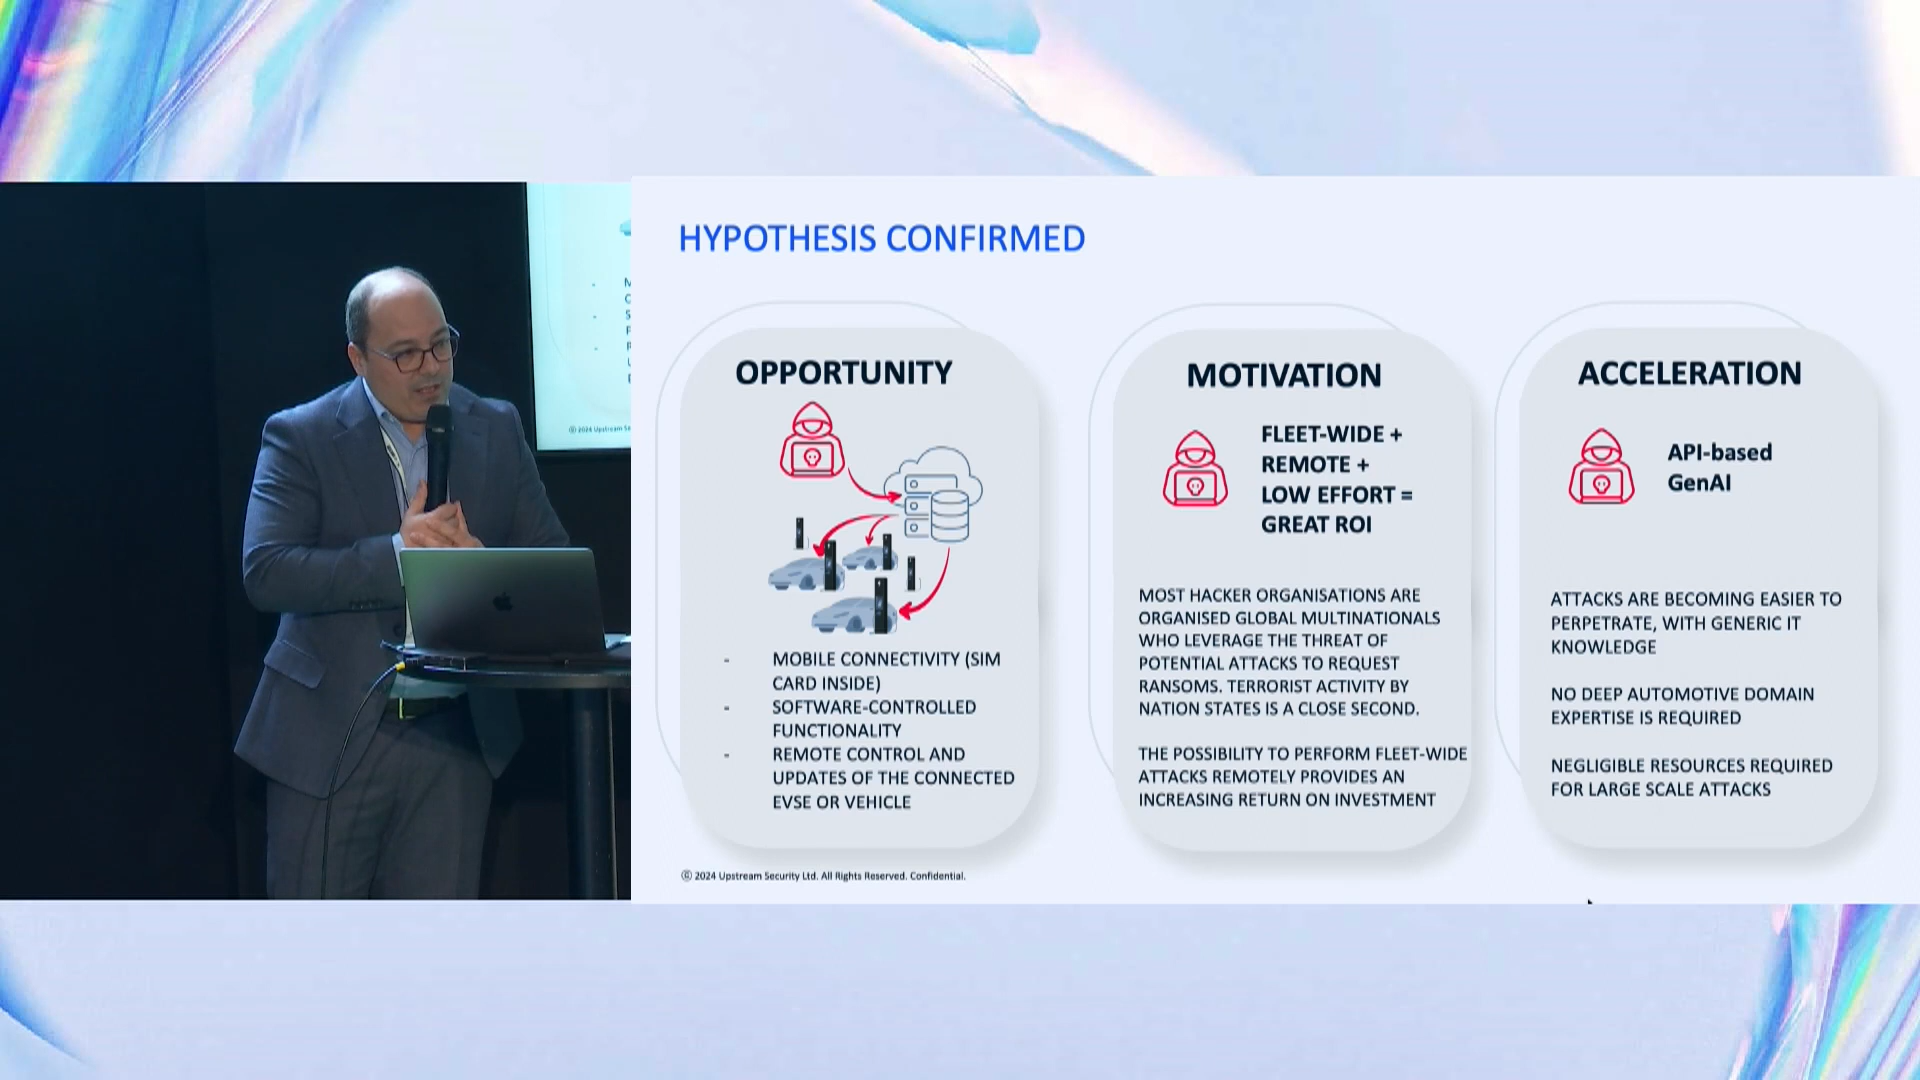 HYPOTHESIS CONFIRMED
OPPORTUNITY
- MOBILE CONNECTIVITY (SIM
CARD INSIDE)
- SOFTWARE-CONTROLLED
FUNCTIONALITY
- REMOTE CONTROL AND
UPDATES OF THE CONNECTED
EVSE OR VEHICLE
MOTIVATION
FLEET-WIDE +
REMOTE +
LOW EFFORT =
GREAT ROI
MOST HACKER ORGANISATIONS ARE
ORGANISED GLOBAL MULTINATIONALS
WHO LEVERAGE THE THREAT OF
POTENTIAL ATTACKS TO REQUEST
RANSOMS. TERRORIST ACTIVITY BY
NATION STATES IS A CLOSE SECOND.
THE POSSIBILITY TO PERFORM FLEET-WIDE
ATTACKS REMOTELY PROVIDES AN
INCREASING RETURN ON INVESTMENT
ACCELERATION
API-based
GenAI
ATTACKS ARE BECOMING EASIER TO
PERPETRATE, WITH GENERIC IT
KNOWLEDGE
NO DEEP AUTOMOTIVE DOMAIN
EXPERTISE IS REQUIRED
NEGLIGIBLE RESOURCES REQUIRED
FOR LARGE SCALE ATTACKS
© 2024 Upstream Security Ltd. All Rights Reserved. Confidential.
© 2024 Upstream Se